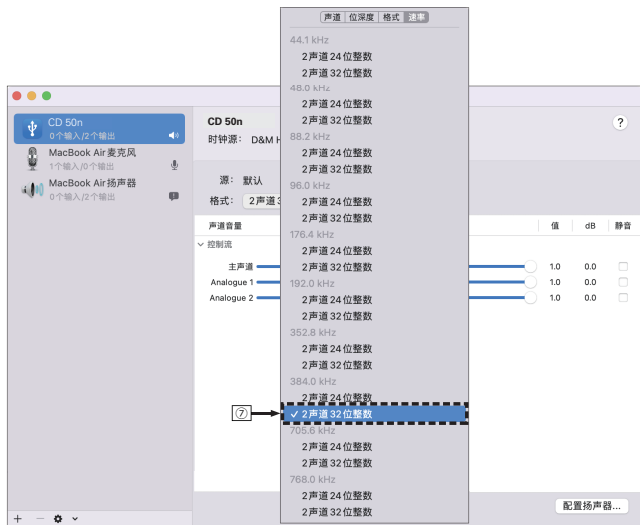 声道 位深度 格式 速率
44.1 kHz
2声道 24位整数
2声道 32位整数
48.0 kHz
2声道 24位整数
2声道 32位整数
88.2 kHz
2声道 24位整数
2声道 32位整数
96.0 kHz
2声道 24位整数
2声道 32位整数
176.4 kHz
2声道 24位整数
2声道 32位整数
192.0 kHz
2声道 24位整数
2声道 32位整数
352.8 kHz
2声道 24位整数
2声道 32位整数
384.0 kHz
2声道 24位整数
✓ 2声道 32位整数
705.6 kHz
2声道 24位整数
2声道 32位整数
768.0 kHz
2声道 24位整数
2声道 32位整数
⑦
CD 50n
0个输入/2个输出
MacBook Air麦克风
1个输入/0个输出
MacBook Air扬声器
0个输入/2个输出
CD 50n
?
时钟源： D&M
源： 默认
格式： 2声道
声道音量 值 dB 静音
控制流
主声道 1.0 0.0
Analogue 1 1.0 0.0
Analogue 2 1.0 0.0
配置扬声器...